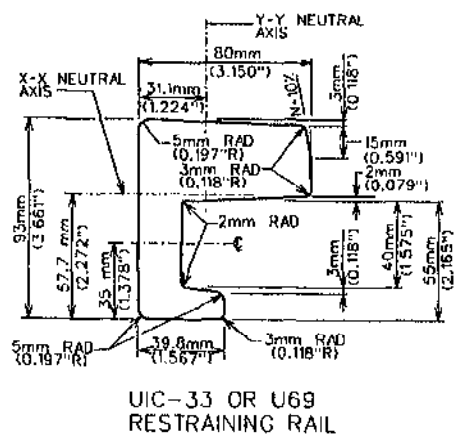 Y-Y NEUTRAL
AXIS
80mm
(3.150")
X-X NEUTRAL
AXIS
31.1mm
(1.224")
N=10%
3mm
(0.118")
5mm RAD
(0.197"R)
3mm RAD
(0.118"R)
15mm
(0.591")
2mm
(0.079")
93mm
(3.661")
57.7 mm
(2.272")
35 mm
(1.378")
2mm RAD
3mm
(0.118")
40mm
(1.575")
55mm
(2.165")
5mm RAD
(0.197"R)
39.8mm
(1.567")
3mm RAD
(0.118"R)
UIC-33 OR U69
RESTRAINING RAIL